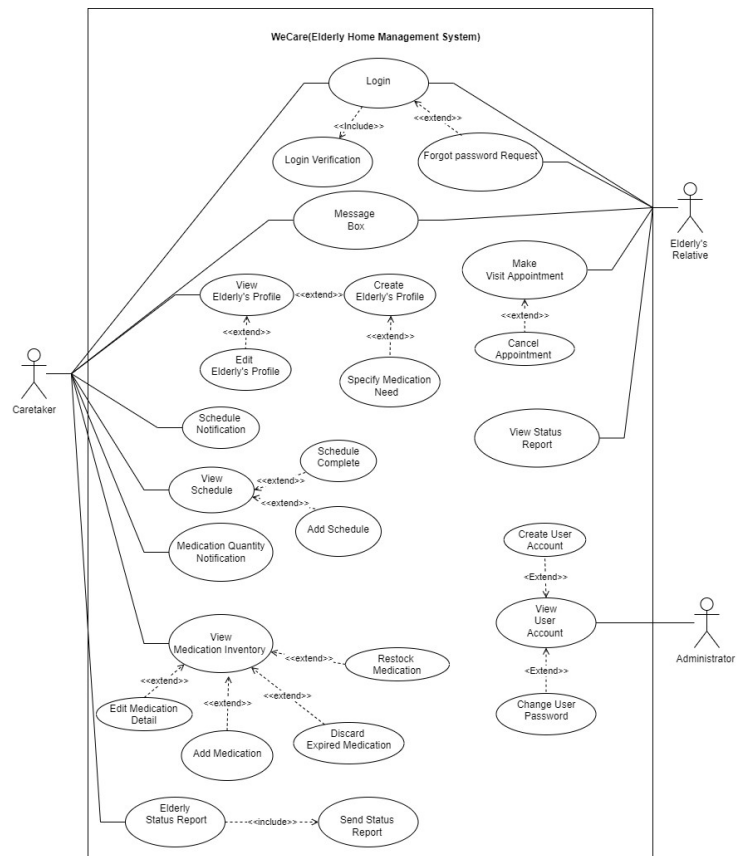 WeCare(Elderly Home Management System)
Login
<<Include>>
<<extend>>
Login Verification
Forgot password Request
Message
Box
Elderly's
Relative
Make
Visit Appointment
View
Elderly's Profile
<<extend>>
Create
Elderly's Profile
<<extend>>
<<extend>>
<<extend>>
Cancel
Appointment
Edit
Elderly's Profile
Specify Medication
Need
Caretaker
Schedule
Notification
View Status
Report
Schedule
Complete
View
Schedule
<<extend>>
<<extend>>
Add Schedule
Create User
Account
Medication Quantity
Notification
<Extend>>
View
User
Account
Administrator
View
Medication Inventory
<<extend>>
Restock
Medication
<Extend>>
<<extend>>
<<extend>>
<<extend>>
Edit Medication
Detail
Change User
Password
Add Medication
Discard
Expired Medication
Elderly
Status Report
<<include>>
Send Status
Report